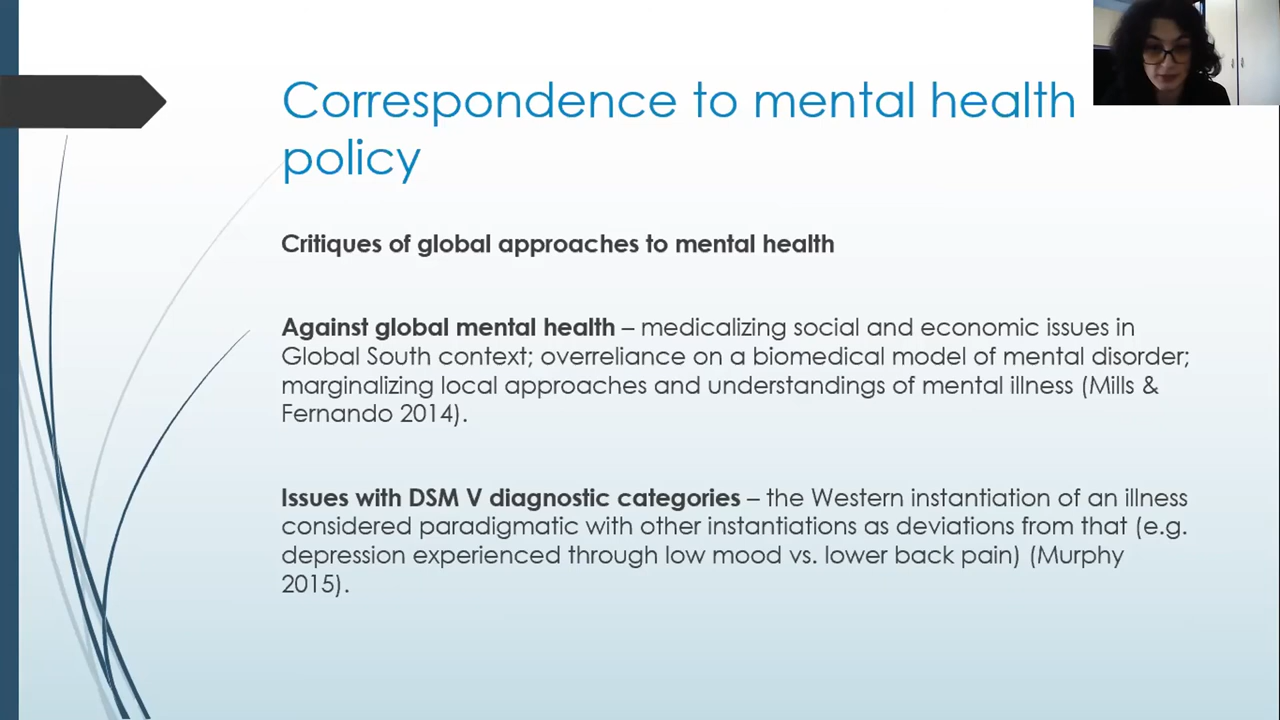 Correspondence to mental health
policy
Critiques of global approaches to mental health
Against global mental health – medicalizing social and economic issues in
Global South context; overreliance on a biomedical model of mental disorder;
marginalizing local approaches and understandings of mental illness (Mills &
Fernando 2014).
Issues with DSM V diagnostic categories – the Western instantiation of an illness
considered paradigmatic with other instantiations as deviations from that (e.g.
depression experienced through low mood vs. lower back pain) (Murphy
2015).